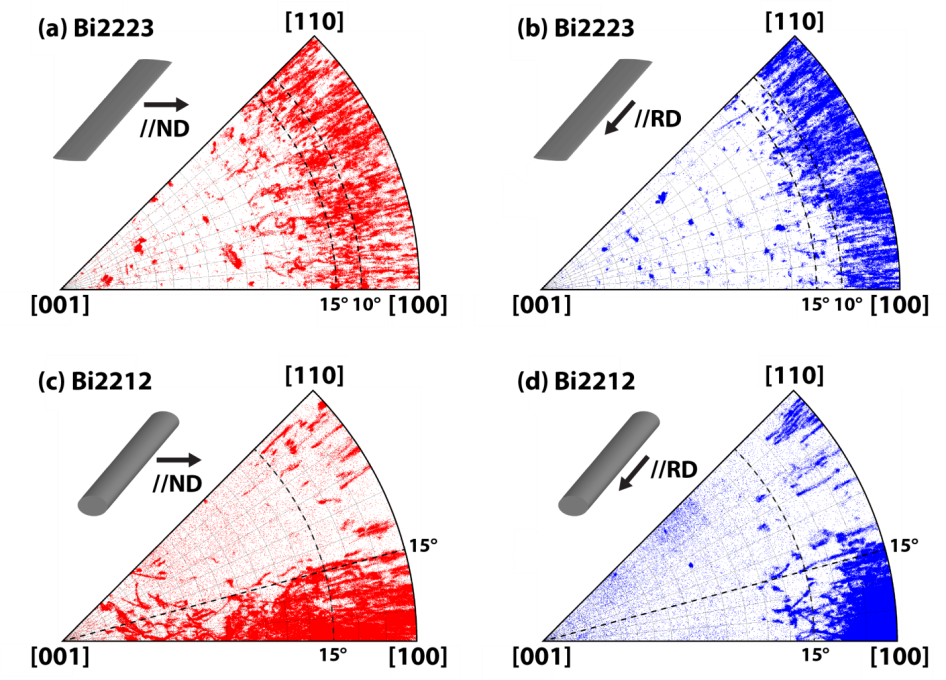 (a) Bi2223
[110]
//ND
[001]
15° 10° [100]
(b) Bi2223
[110]
//RD
[001]
15° 10° [100]
(c) Bi2212
[110]
//ND
15°
[001]
15°
[100]
(d) Bi2212
[110]
//RD
15°
[001]
15°
[100]